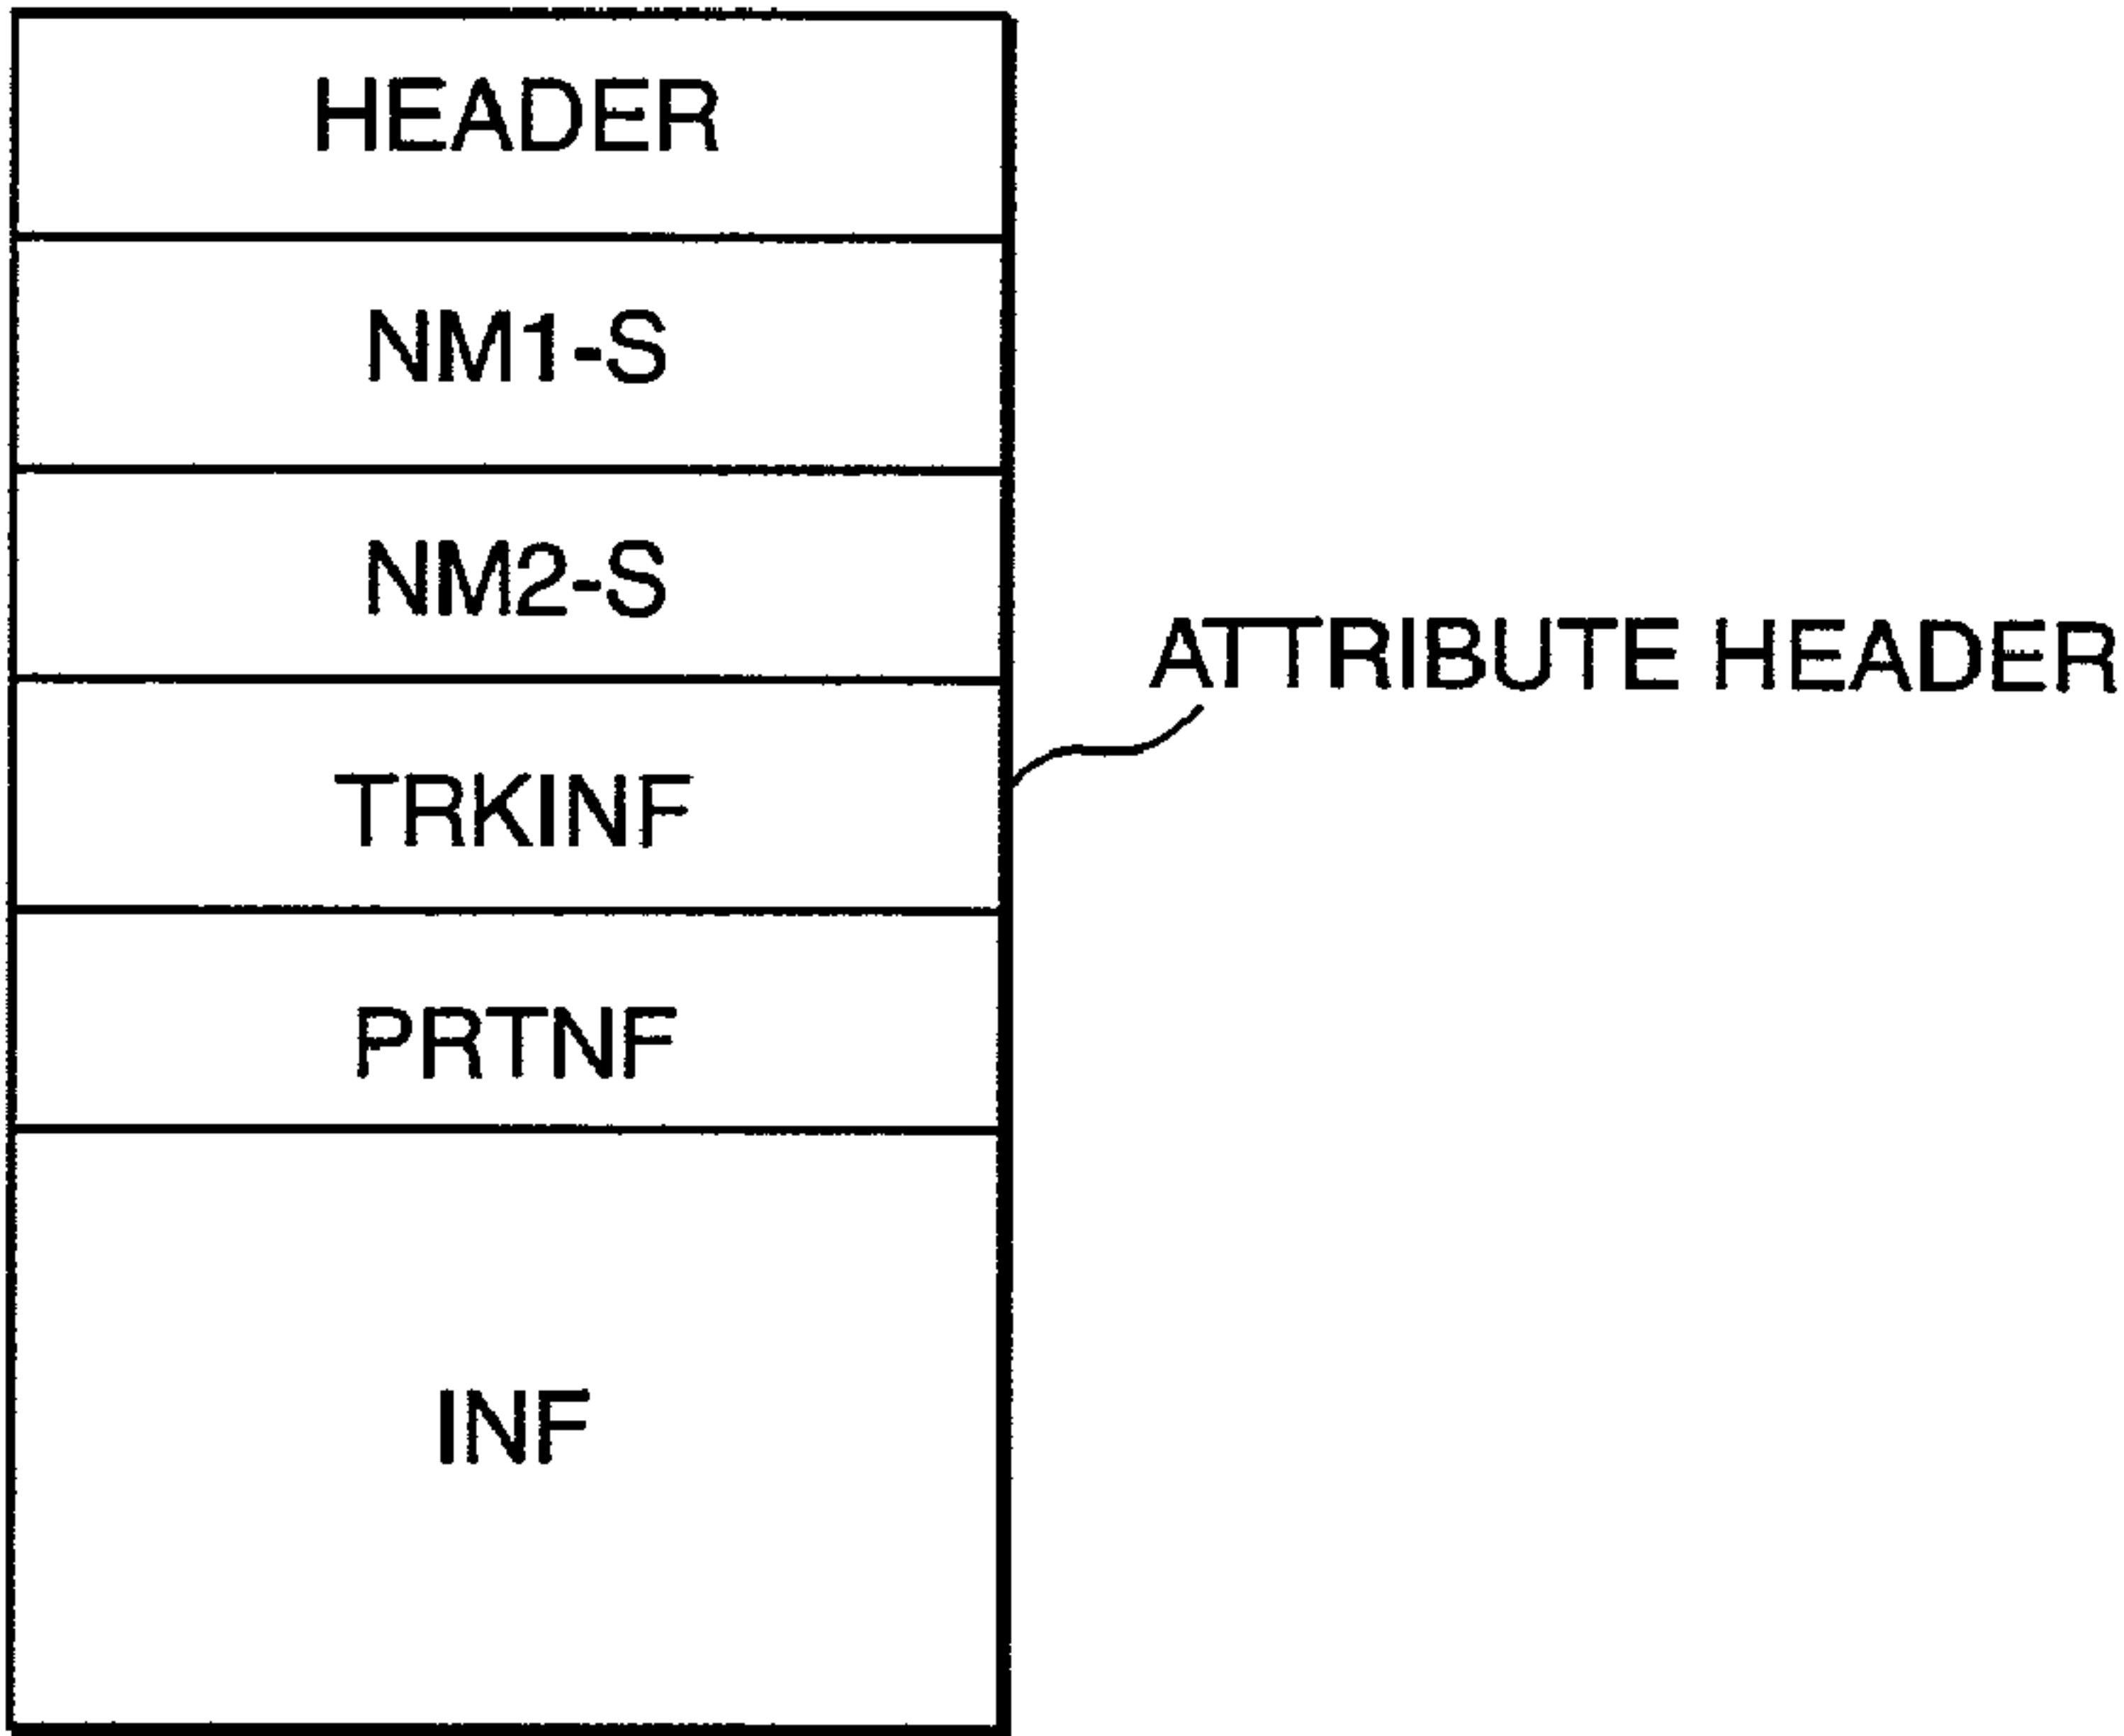 HEADER
NM1-S
NM2-S
ATTRIBUTE HEADER
TRKINF
PRTNF
INF